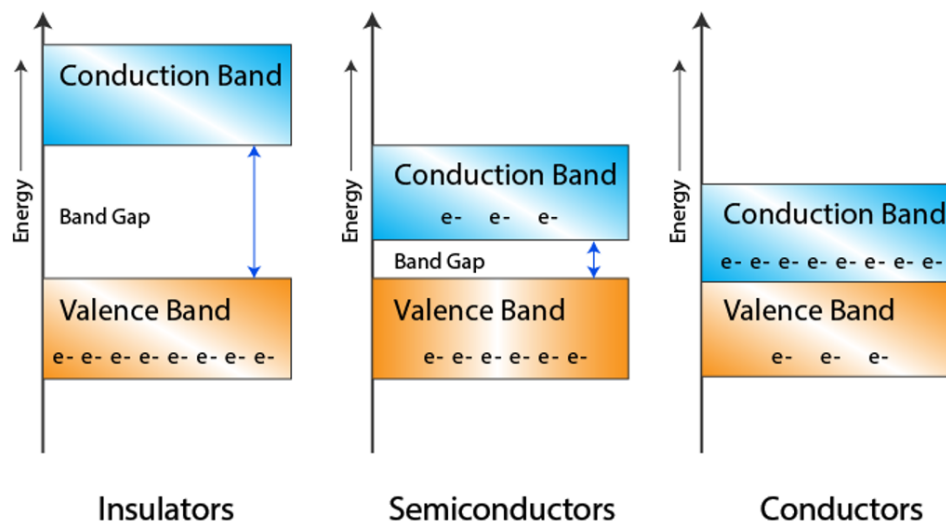 Conduction Band
Energy
Band Gap
Valence Band
e- e- e- e- e- e- e- e-
Insulators
Conduction Band
e- e- e-
Energy
Band Gap
Valence Band
e- e- e- e- e- e-
Semiconductors
Conduction Band
e- e- e- e- e- e- e- e-
Energy
Valence Band
e- e- e-
Conductors